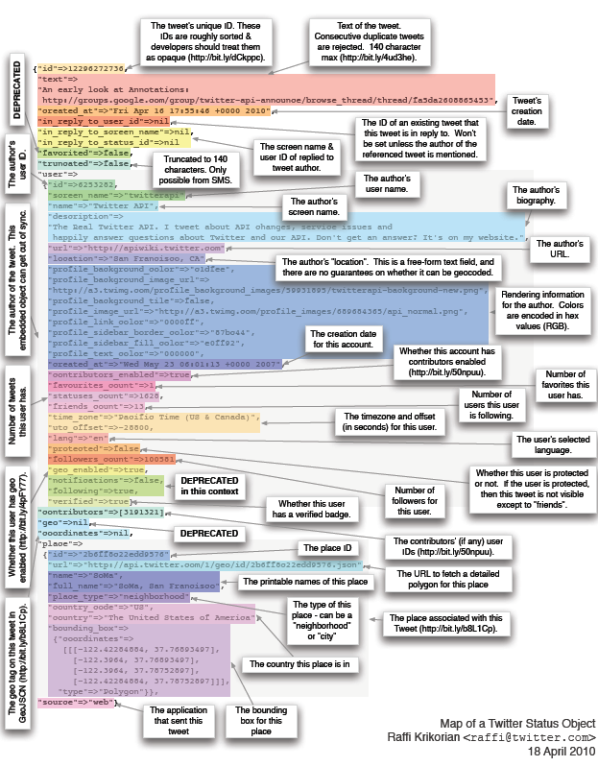 The tweet's unique ID. These
IDs are roughly sorted &
developers should treat them
as opaque (http://bit.ly/dCkppc).
Text of the tweet.
Consecutive duplicate tweets
are rejected. 140 character
max (http://bit.ly/4ud3he).
DEPRECATED
{"id"=>12296272736,
"text"=>
"An early look at Annotations:
http://groups.google.com/group/twitter-api-announce/browse_thread/thread/fa5da2608865453",
"created_at"=>"Fri Apr 16 17:55:46 +0000 2010",
"in_reply_to_user_id"=>nil,
"in_reply_to_screen_name"=>nil,
"in_reply_to_status_id"=>nil
"favorited"=>false,
"truncated"=>false,
"user"=>
Tweet's
creation
date.
The ID of an existing tweet that
this tweet is in reply to. Won't
be set unless the author of the
referenced tweet is mentioned.
The screen name &
user ID of replied to
tweet author.
Truncated to 140
characters. Only
possible from SMS.
The author's
user ID.
The author's
user name.
The author's
screen name.
The author's
biography.
{"id"=>6253282,
"screen_name"=>"twitterapi"
"name"=>"Twitter API",
"description"=>
"The Real Twitter API. I tweet about API changes, service issues and
happily answer questions about Twitter and our API. Don't get an answer? It's on my website.",
"url"=>"http://apiwiki.twitter.com"
"location"=>"San Francisco, CA"
"profile_background_color"=>"c1dfee",
"profile_background_image_url"=>
"http://a3.twimg.com/profile_background_images/59931895/twitterapi-background-new.png",
"profile_background_tile"=>false,
"profile_image_url"=>"http://a3.twimg.com/profile_images/689684365/api_normal.png",
"profile_link_color"=>"0000ff",
"profile_sidebar_border_color"=>"87bc44",
"profile_sidebar_fill_color"=>"e0ff92",
"profile_text_color"=>"000000",
"created_at"=>"Wed May 23 06:01:13 +0000 2007",
"contributors_enabled"=>true,
"favourites_count"=>1,
"statuses_count"=>1628,
"friends_count"=>13,
"time_zone"=>"Pacific Time (US & Canada)",
"utc_offset"=>-28800,
"lang"=>"en",
"protected"=>false,
"followers_count"=>100581,
"geo_enabled"=>true,
"notifications"=>false,
"following"=>true,
"verified"=>true},
"contributors"=>[3191321],
"geo"=>nil,
"coordinates"=>nil,
"place"=>
The author's
URL.
The author's "location". This is a free-form text field, and
there are no guarantees on whether it can be geocoded.
The author of the tweet. This
embedded object can get out of sync.
Rendering information
for the author. Colors
are encoded in hex
values (RGB).
The creation date
for this account.
Whether this account has
contributors enabled
(http://bit.ly/50npuu).
Number of
favorites this
user has.
Number of tweets
this user has.
Number of
users this user
is following.
The timezone and offset
(in seconds) for this user.
The user's selected
language.
Whether this user is protected
or not. If the user is protected,
then this tweet is not visible
except to "friends".
Number of
followers for
this user.
DEPRECATED
in this context
Whether this user has geo
enabled (http://bit.ly/4pFY77).
Whether this user
has a verified badge.
DEPRECATED
The contributors' (if any) user
IDs (http://bit.ly/50npuu).
{"id"=>"2b6ff8c22edd9576",
"url"=>"http://api.twitter.com/1/geo/id/2b6ff8c22edd9576.json",
"name"=>"SoMa",
"full_name"=>"SoMa, San Francisco",
"place_type"=>"neighborhood"
"country_code"=>"US",
"country"=>"The United States of America"
"bounding_box"=>
{"coordinates"=>
[[[-122.42284884, 37.76893497],
[-122.3964, 37.76893497],
[-122.3964, 37.78752897],
[-122.42284884, 37.78752897]]],
"type"=>"Polygon"}},
"source"=>"web"}
The place ID
The URL to fetch a detailed
polygon for this place
The printable names of this place
The type of this
place - can be a
"neighborhood"
or "city"
The place associated with this
Tweet (http://bit.ly/b8L1Cp).
The country this place is in
The geo tag on this tweet in
GeoJSON (http://bit.ly/b8L1Cp).
The application
that sent this
tweet
The bounding
box for this
place
Map of a Twitter Status Object
Raffi Krikorian <raffi@twitter.com>
18 April 2010